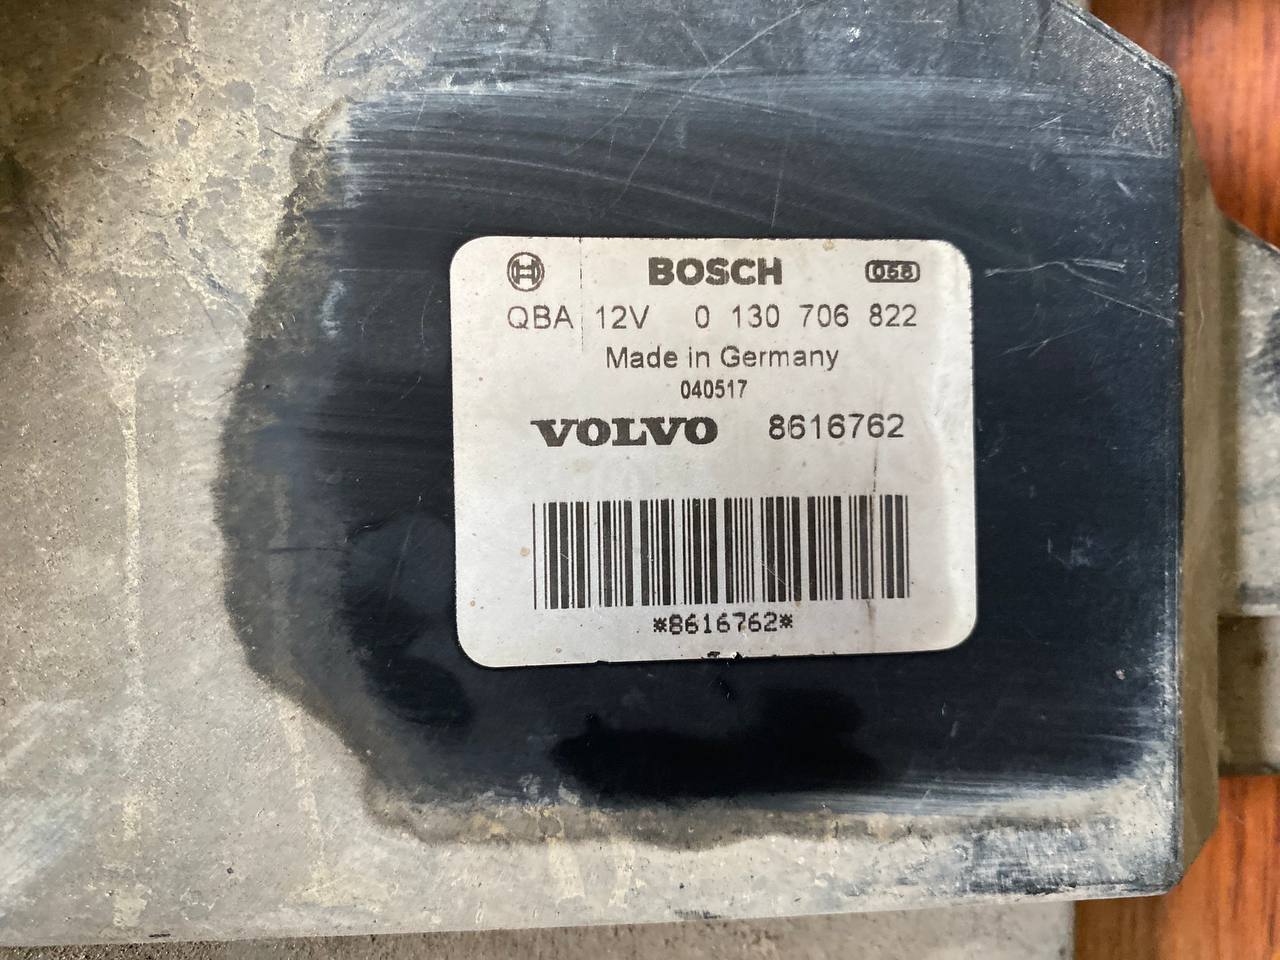 BOSCH 058
QBA 12V 0 130 706 822
Made in Germany
040517
VOLVO 8616762
*8616762*